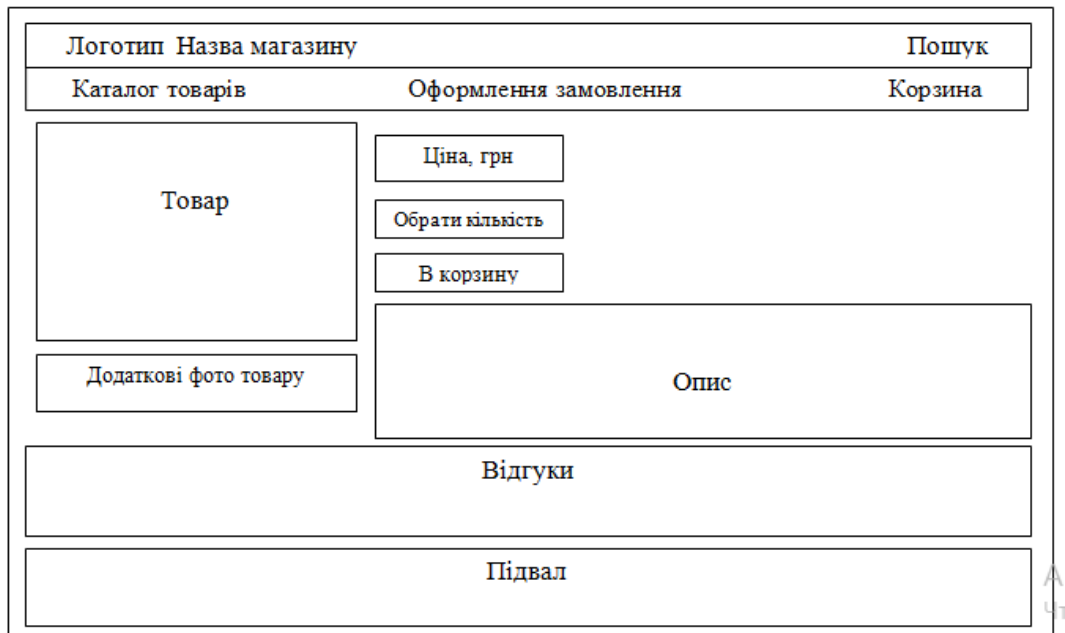 Логотип Назва магазину Пошук
Каталог товарів Оформлення замовлення Корзина
Товар
Ціна, грн
Обрати кількість
В корзину
Додаткові фото товару
Опис
Відгуки
Підвал